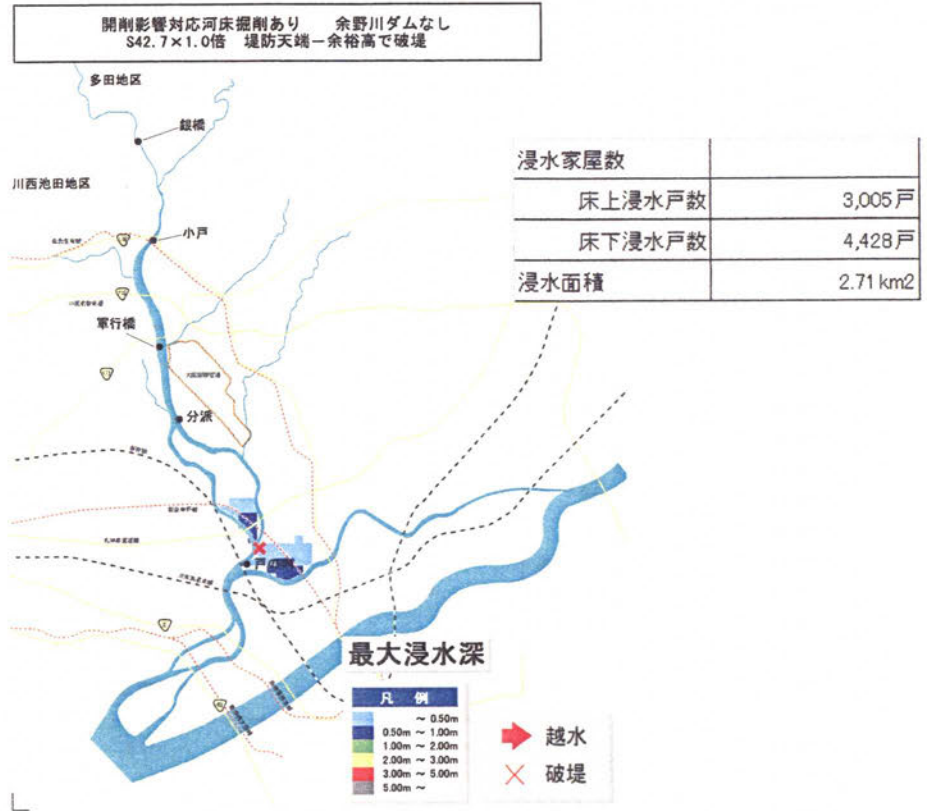 開削影響対応河床掘削あり　余野川ダムなし
S42.7×1.0倍　堤防天端－余裕高で破堤
多田地区
銀橋
川西池田地区
小戸
軍行橋
分派
浸水家屋数
床上浸水戸数 3,005戸
床下浸水戸数 4,428戸
浸水面積 2.71km2
2
最大浸水深
凡例
～ 0.50m
0.50m ～ 1.00m
1.00m ～ 2.00m
2.00m ～ 3.00m
3.00m ～ 5.00m
5.00m ～
越水
破堤